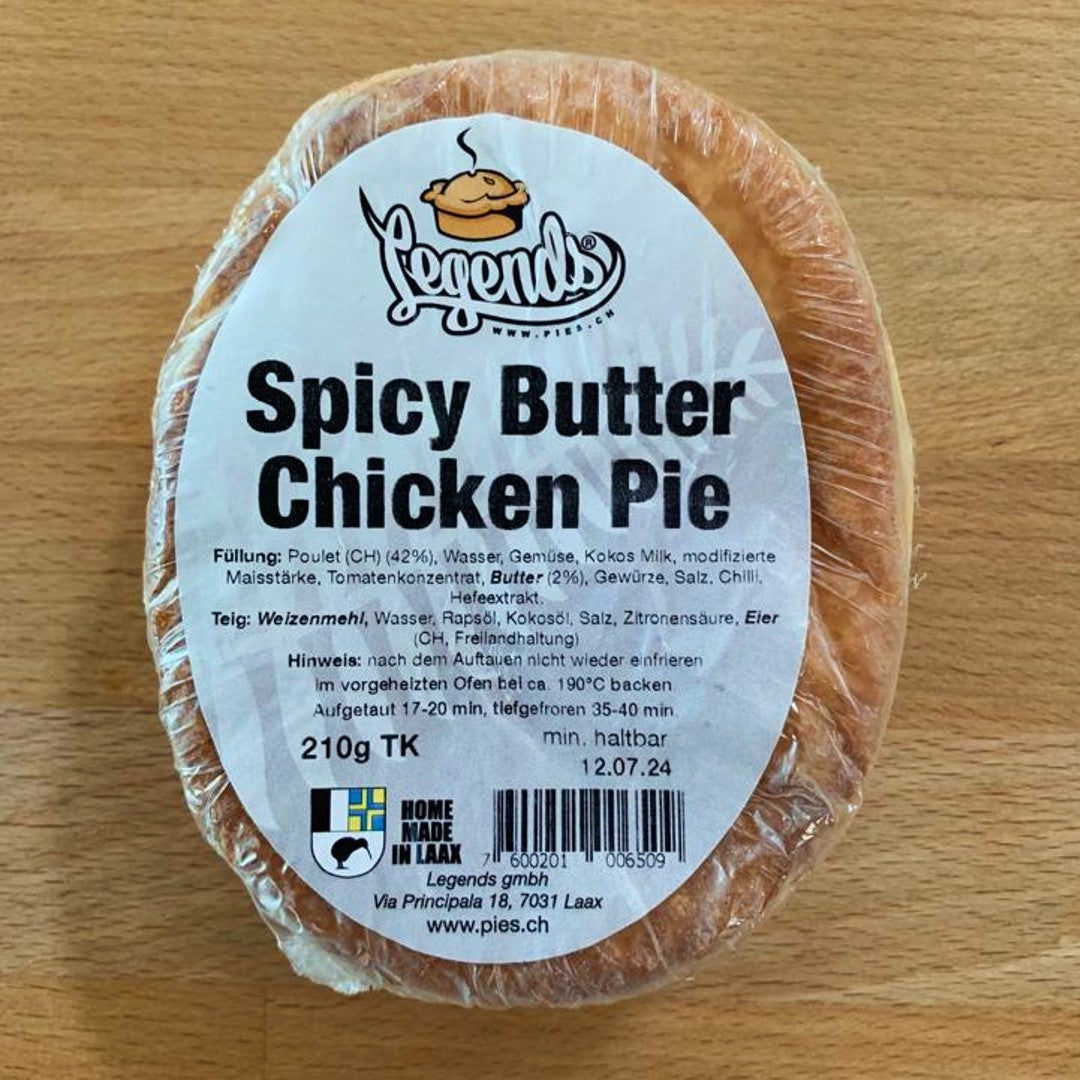 Legends®
WWW.PIES.CH
Spicy Butter
Chicken Pie
Füllung: Poulet (CH) (42%), Wasser, Gemüse, Kokos Milk, modifizierte
Maisstärke, Tomatenkonzentrat, Butter (2%), Gewürze, Salz, Chilli,
Hefeextrakt.
Teig: Weizenmehl, Wasser, Rapsöl, Kokosöl, Salz, Zitronensäure, Eier
(CH, Freilandhaltung)
Hinweis: nach dem Auftauen nicht wieder einfrieren
im vorgeheizten Ofen bei ca. 190°C backen
Aufgetaut 17-20 min, tiefgefroren 35-40 min
210g TK
min. haltbar
12.07.24
HOME
MADE
IN LAAX
7 600201 006509
Legends gmbh
Via Principala 18, 7031 Laax
www.pies.ch